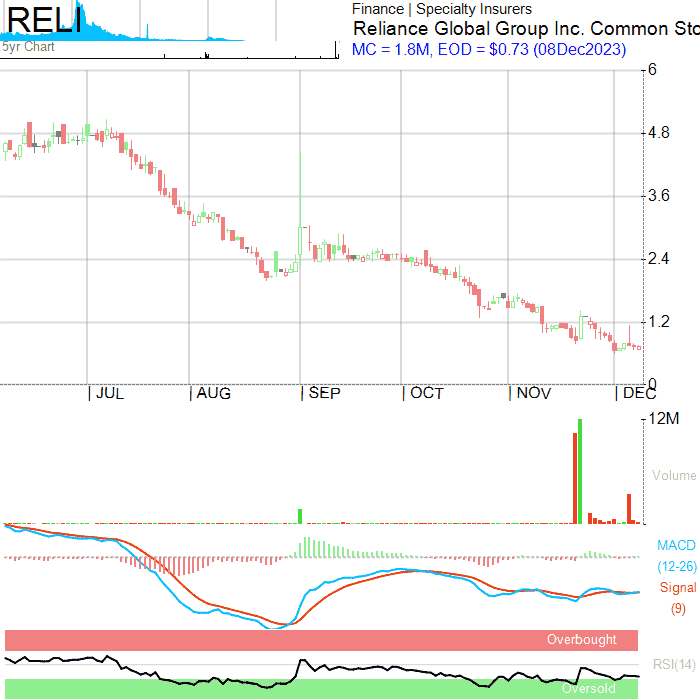 RELI
5yr Chart
Finance | Specialty Insurers
Reliance Global Group Inc. Common Sto
MC = 1.8M, EOD = $0.73 (08Dec2023)
6
4.8
3.6
2.4
1.2
0
| JUL | AUG | SEP | OCT | NOV | DEC
12M
Volume
MACD
(12-26)
Signal
(9)
Overbought
RSI(14)
Oversold